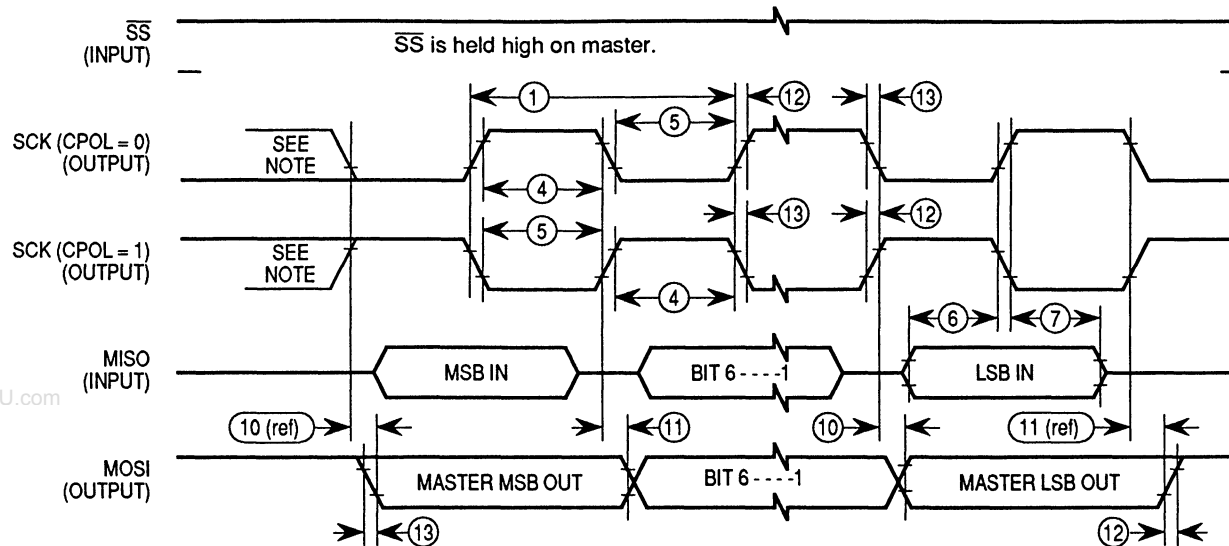 SS
(INPUT)
SS is held high on master.
1
12
13
5
SCK (CPOL = 0)
(OUTPUT)
SEE
NOTE
4
13
12
SCK (CPOL = 1)
(OUTPUT)
SEE
NOTE
5
4
6
7
MISO
(INPUT)
MSB IN
BIT 6 - - - - 1
LSB IN
U.com
10 (ref)
11
10
11 (ref)
MOSI
(OUTPUT)
MASTER MSB OUT
BIT 6 - - - - - 1
MASTER LSB OUT
13
12